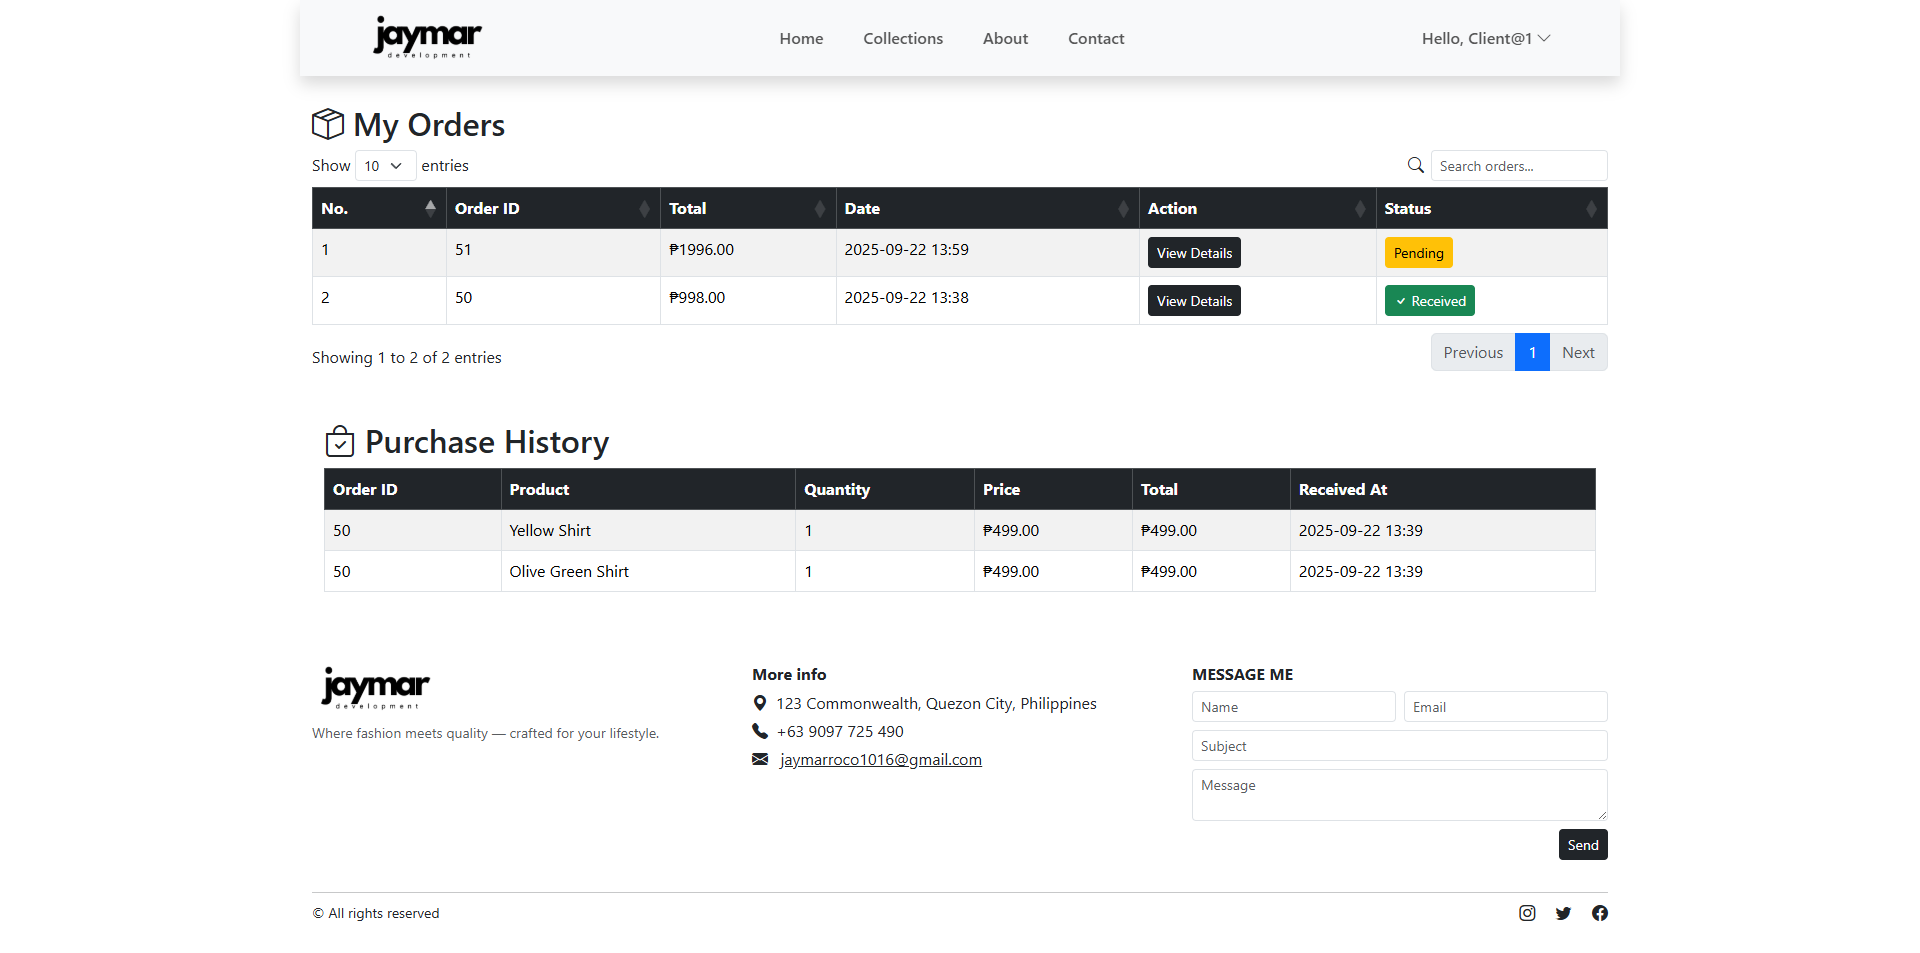 jaymar
development
Home Collections About Contact Hello, Client@1
My Orders
Show 10 entries Search orders...
No. Order ID Total Date Action Status
1 51 ₱1996.00 2025-09-22 13:59 View Details Pending
2 50 ₱998.00 2025-09-22 13:38 View Details Received
Showing 1 to 2 of 2 entries Previous 1 Next
Purchase History
Order ID Product Quantity Price Total Received At
50 Yellow Shirt 1 ₱499.00 ₱499.00 2025-09-22 13:39
50 Olive Green Shirt 1 ₱499.00 ₱499.00 2025-09-22 13:39
jaymar
development
Where fashion meets quality — crafted for your lifestyle.
More info
123 Commonwealth, Quezon City, Philippines
+63 9097 725 490
jaymarroco1016@gmail.com
MESSAGE ME
Name Email
Subject
Message
Send
© All rights reserved